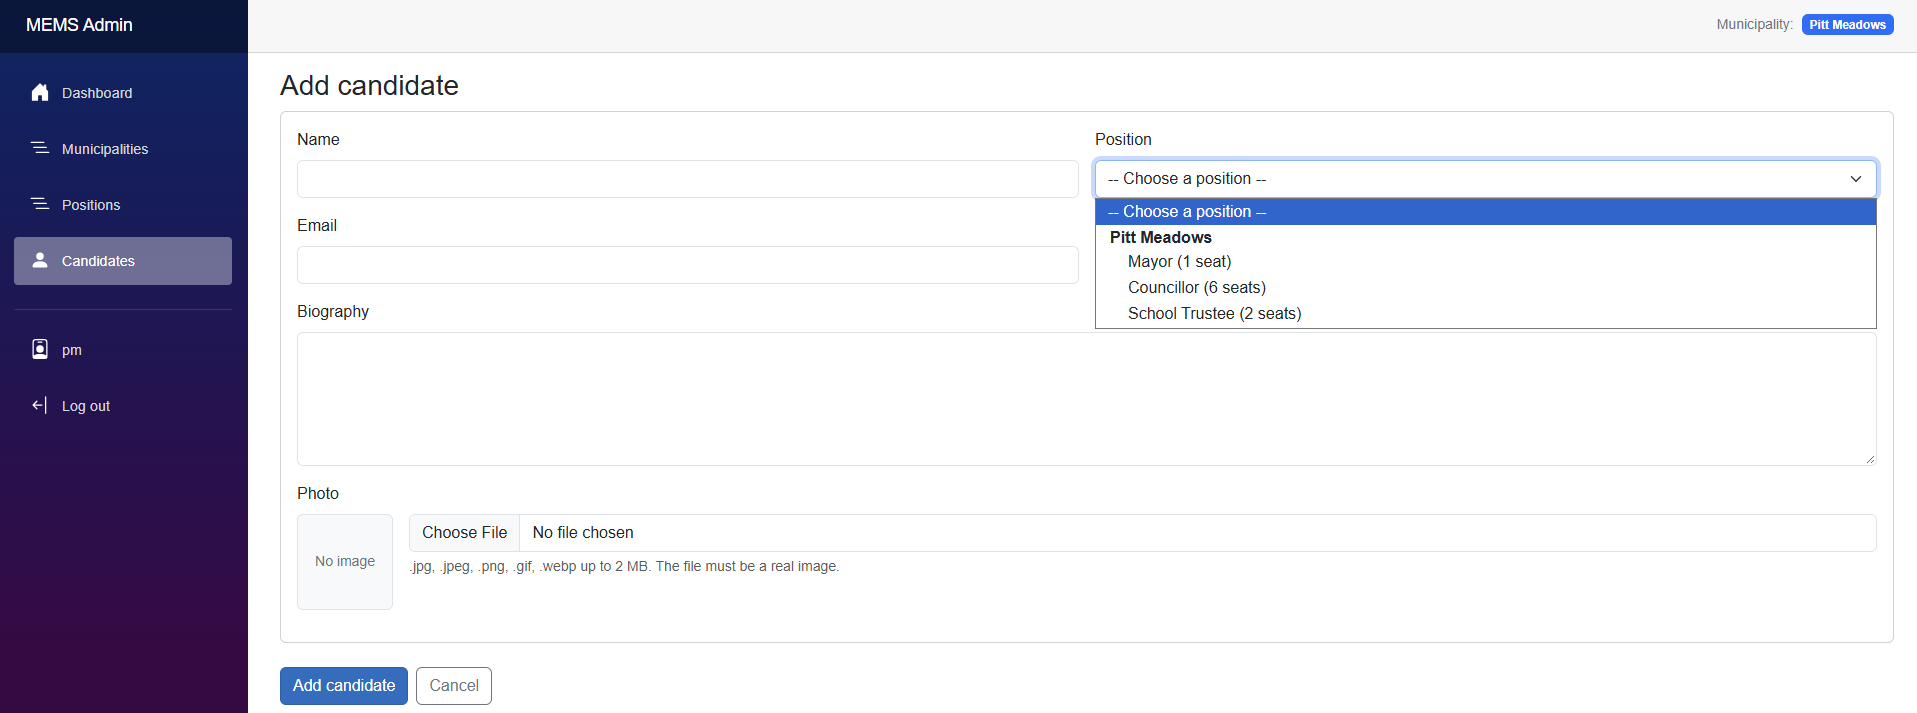 MEMS Admin
Municipality: Pitt Meadows
Dashboard
Municipalities
Positions
Candidates
pm
Log out
Add candidate
Name
Position
-- Choose a position --
-- Choose a position --
Pitt Meadows
Mayor (1 seat)
Councillor (6 seats)
School Trustee (2 seats)
Email
Biography
Photo
No image
Choose File No file chosen
.jpg, .jpeg, .png, .gif, .webp up to 2 MB. The file must be a real image.
Add candidate
Cancel